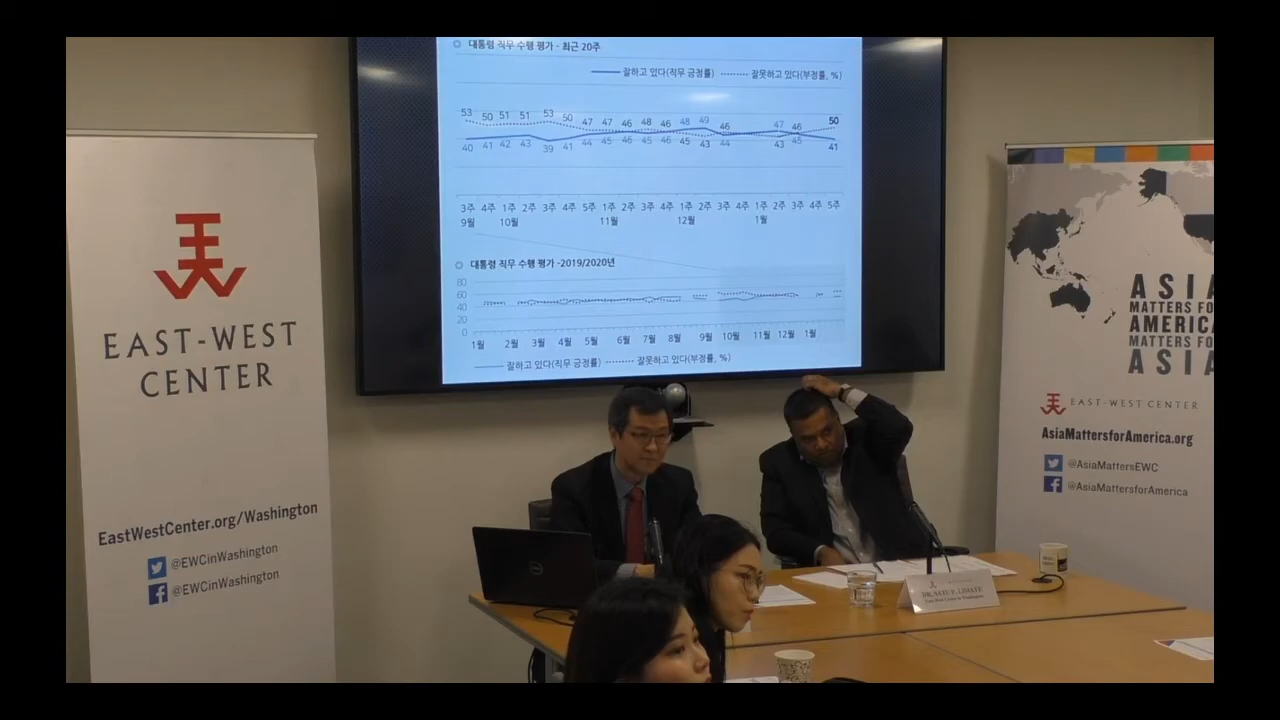 대통령 직무 수행 평가 - 최근 20주
잘하고 있다(직무 긍정률) 잘못하고 있다(부정률, %)
53 50 51 51 53 50 47 47 46 48 46 48 49 46 47 46 50
40 41 42 43 39 41 44 45 46 45 46 45 43 44 43 45 41
3주 4주 1주 2주 3주 4주 5주 1주 2주 3주 4주 1주 2주 3주 4주 1주 2주 3주 4주 5주
9월 10월 11월 12월 1월
대통령 직무 수행 평가 -2019/2020년
80
60
40
20
0
1월 2월 3월 4월 5월 6월 7월 8월 9월 10월 11월 12월 1월
잘하고 있다(직무 긍정률) 잘못하고 있다(부정률, %)
EAST-WEST
CENTER
EastWestCenter.org/Washington
@EWCinWashington
@EWCinWashington
ASIA
MATTERS FO
AMERICA
MATTERS FO
ASIA
EAST-WEST CENTER
AsiaMattersforAmerica.org
@AsiaMattersEWC
@AsiaMattersforAmerica
DELL